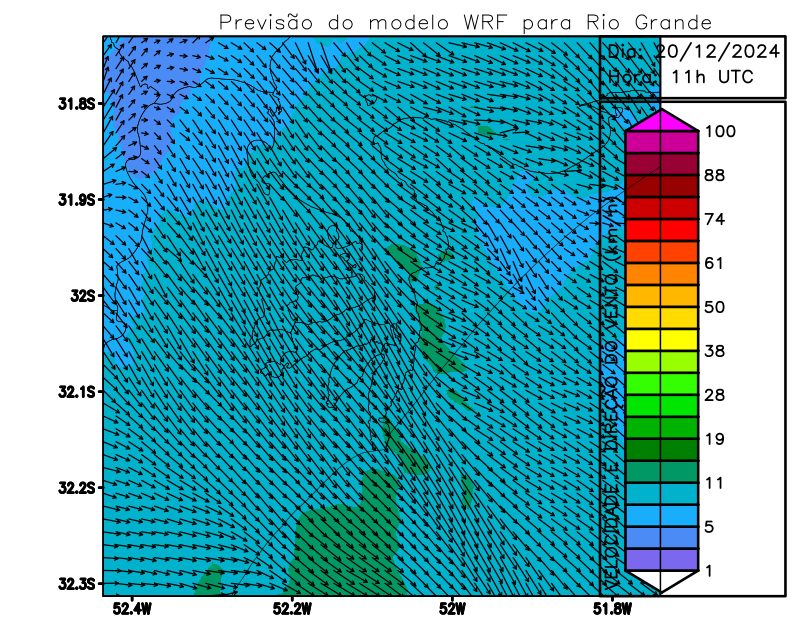 Previsão do modelo WRF para Rio Grande
Dia: 20/12/2024
Hora: 11h UTC
31.8S
31.9S
32S
32.1S
32.2S
32.3S
52.4W
52.2W
52W
51.8W
VELOCIDADE E DIREÇÃO DO VENTO (km/h)
100
88
74
61
50
38
28
19
11
5
1